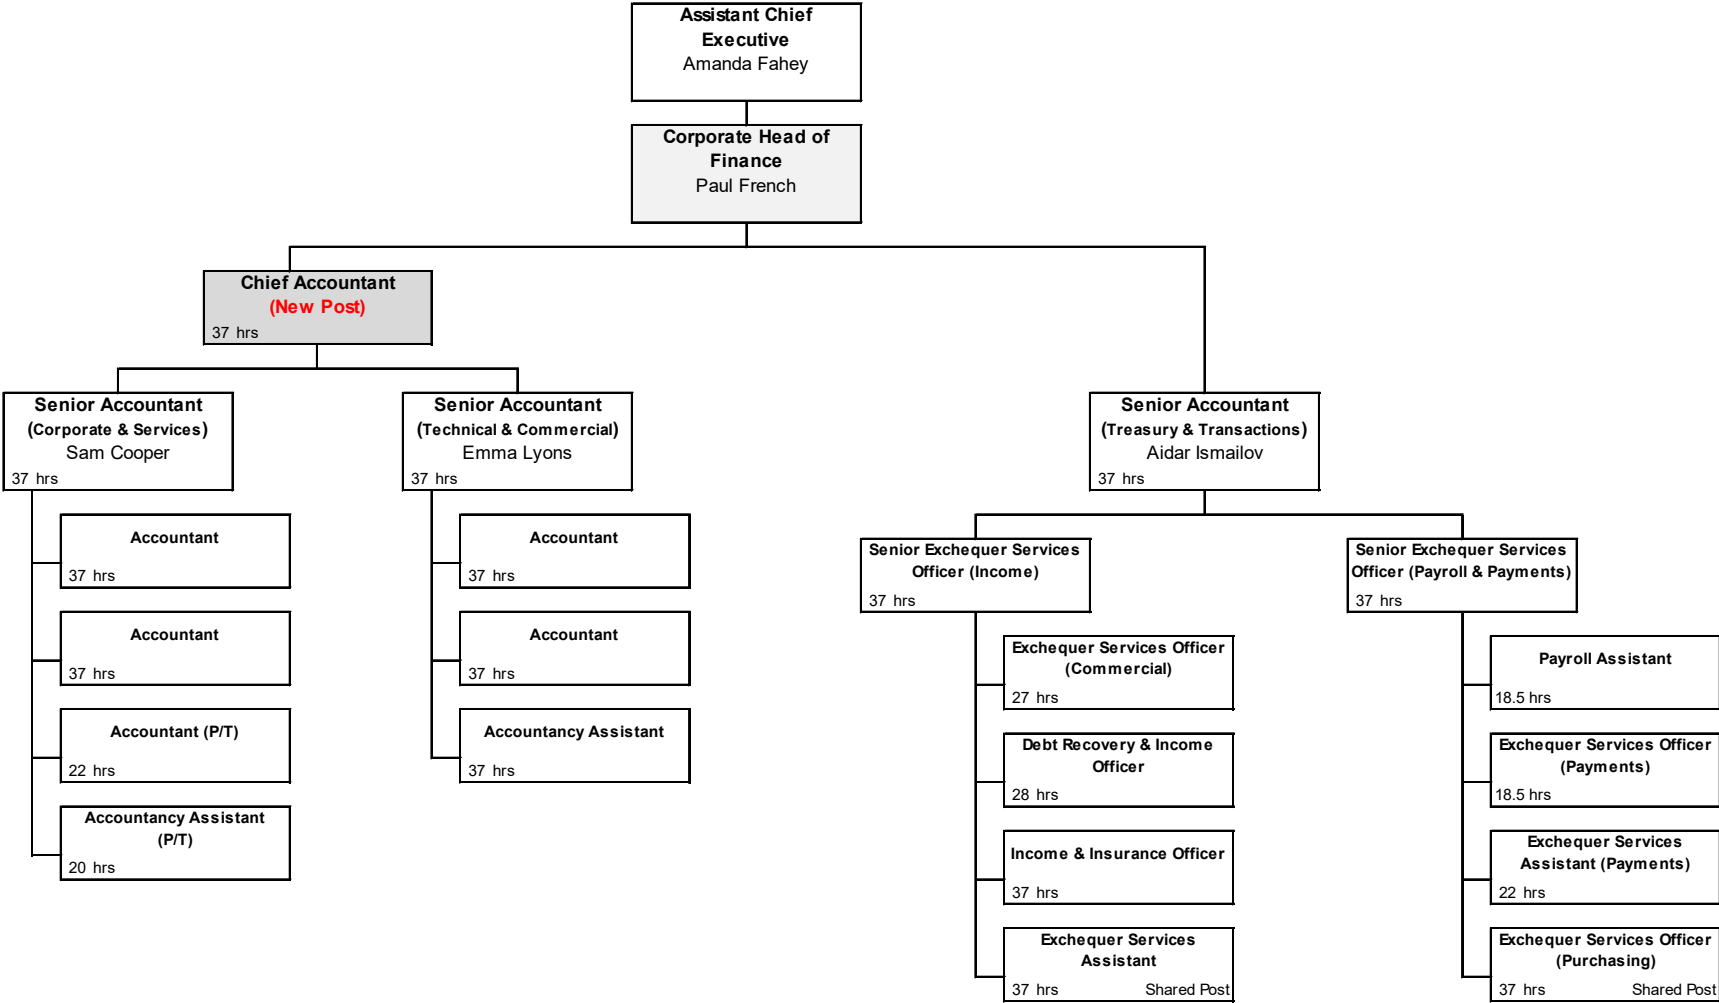 Assistant Chief
Executive
Amanda Fahey
Corporate Head of
Finance
Paul French
Chief Accountant
(New Post)
37 hrs
Senior Accountant
(Corporate & Services)
Sam Cooper
37 hrs
Accountant
37 hrs
Accountant
37 hrs
Accountant (P/T)
22 hrs
Accountancy Assistant
(P/T)
20 hrs
Senior Accountant
(Technical & Commercial)
Emma Lyons
37 hrs
Accountant
37 hrs
Accountant
37 hrs
Accountancy Assistant
37 hrs
Senior Accountant
(Treasury & Transactions)
Aidar Ismailov
37 hrs
Senior Exchequer Services
Officer (Income)
37 hrs
Exchequer Services Officer
(Commercial)
27 hrs
Debt Recovery & Income
Officer
28 hrs
Income & Insurance Officer
37 hrs
Exchequer Services
Assistant
37 hrs Shared Post
Senior Exchequer Services
Officer (Payroll & Payments)
37 hrs
Payroll Assistant
18.5 hrs
Exchequer Services Officer
(Payments)
18.5 hrs
Exchequer Services
Assistant (Payments)
22 hrs
Exchequer Services Officer
(Purchasing)
37 hrs Shared Post